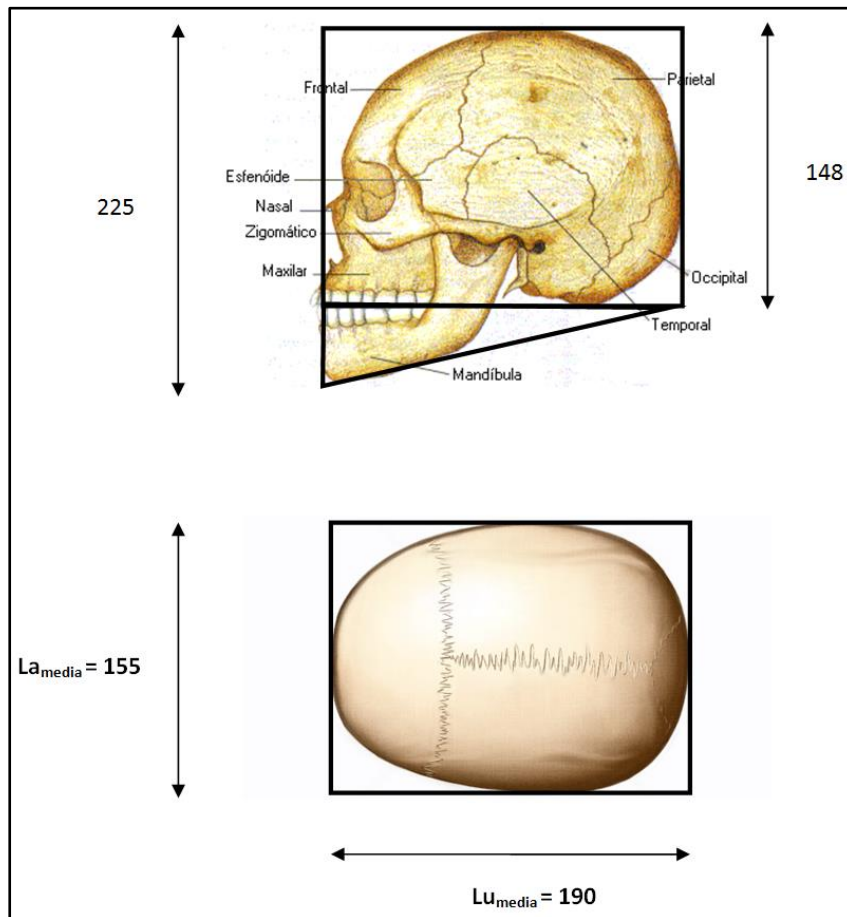 Frontal
Parietal
148
Esfenóide
225
Nasal
Zigomático
Maxilar
Occipital
Temporal
Mandíbula
La media = 155
Lu media = 190